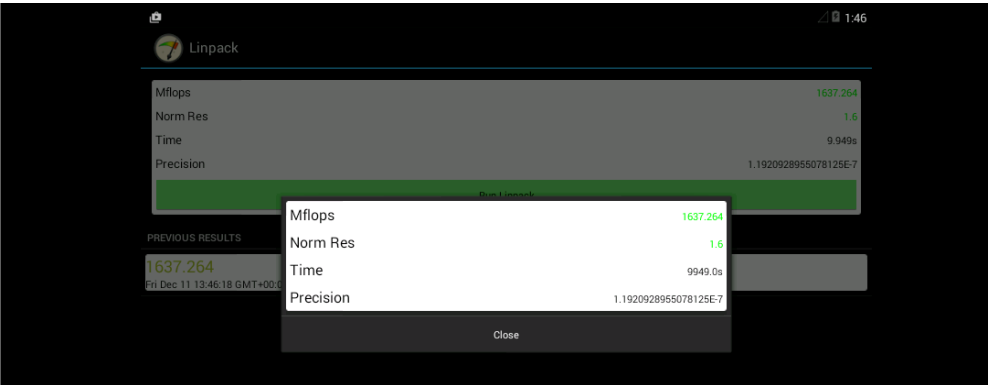 1:46
Linpack
Mflops 1637.264
Norm Res 1.6
Time 9.949s
Precision 1.1920928955078125E-7
Run Linpack
PREVIOUS RESULTS
1637.264
Fri Dec 11 13:46:18 GMT+00:0
Mflops 1637.264
Norm Res 1.6
Time 9949.0s
Precision 1.1920928955078125E-7
Close